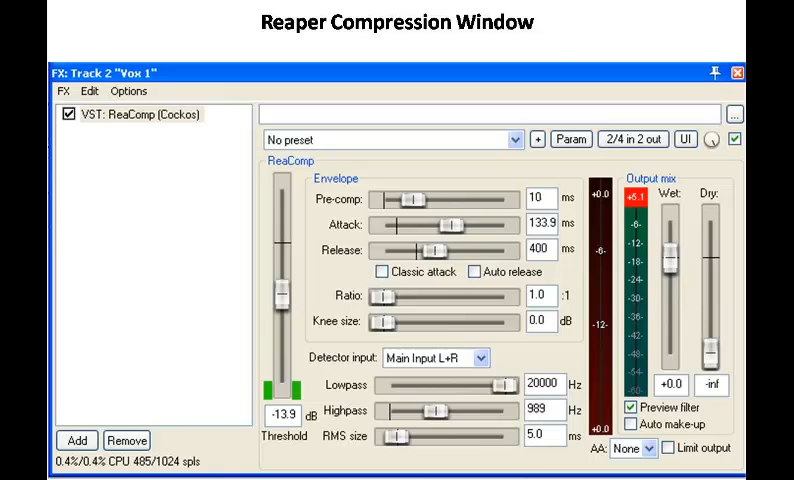 Reaper Compression Window
FX: Track 2 "Vox 1"
FX Edit Options
VST: ReaComp (Cockos)
...
No preset + Param 2/4 in 2 out UI
ReaComp
Envelope
Pre-comp: 10 ms
Attack: 133.9 ms
Release: 400 ms
Classic attack Auto release
Ratio: 1.0 :1
Knee size: 0.0 dB
Detector input: Main Input L+R
Lowpass 20000 Hz
Highpass 989 Hz
RMS size 5.0 ms
-13.9 dB
Threshold
+0.0
-6-
-12-
+0.0
Output mix
Wet: Dry:
+5.1
-6-
-12-
-18-
-24-
-30-
-36-
-42-
-48-
-54-
-60-
+0.0 -inf
Preview filter
Auto make-up
AA: None Limit output
Add Remove
0.4%/0.4% CPU 485/1024 spls